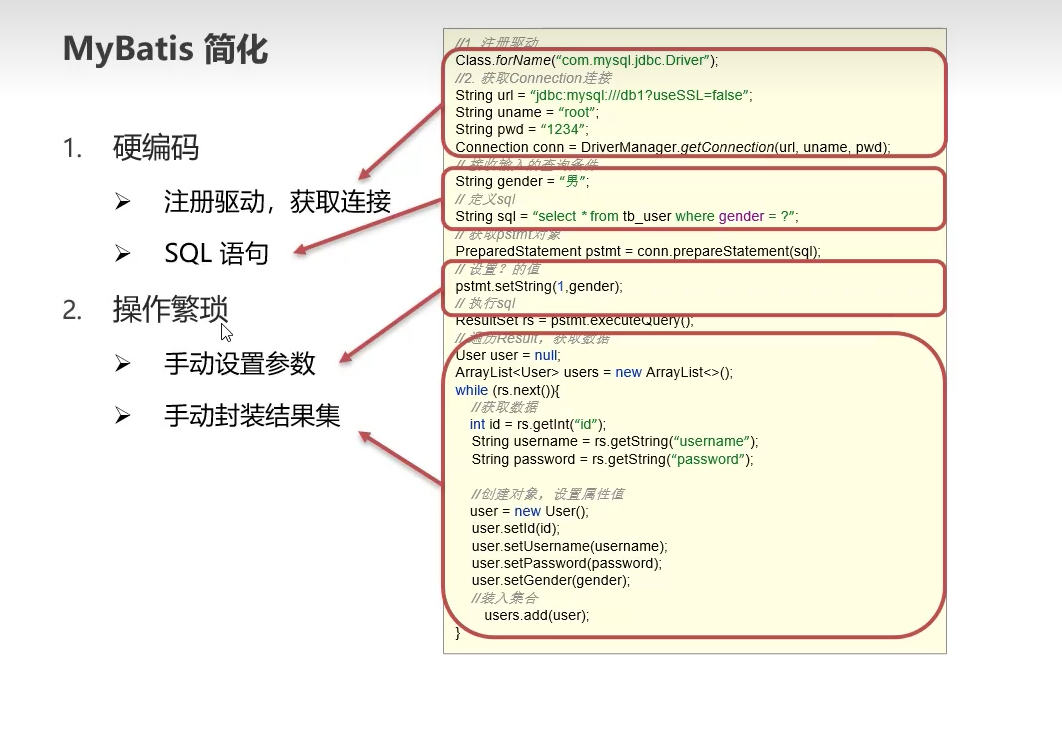 MyBatis 简化
1. 硬编码
➢ 注册驱动，获取连接
➢ SQL 语句
2. 操作繁琐
➢ 手动设置参数
➢ 手动封装结果集
//1. 注册驱动
Class.forName(“com.mysql.jdbc.Driver”);
//2. 获取Connection连接
String url = “jdbc:mysql:///db1?useSSL=false”;
String uname = “root”;
String pwd = “1234”;
Connection conn = DriverManager.getConnection(url, uname, pwd);
// 接收输入的查询条件
String gender = “男”;
// 定义sql
String sql = “select * from tb_user where gender = ?”;
// 获取pstmt对象
PreparedStatement pstmt = conn.prepareStatement(sql);
// 设置？的值
pstmt.setString(1,gender);
// 执行sql
ResultSet rs = pstmt.executeQuery();
// 遍历Result，获取数据
User user = null;
ArrayList<User> users = new ArrayList<>();
while (rs.next()){
//获取数据
int id = rs.getInt(“id”);
String username = rs.getString(“username”);
String password = rs.getString(“password”);
//创建对象，设置属性值
user = new User();
user.setId(id);
user.setUsername(username);
user.setPassword(password);
user.setGender(gender);
//装入集合
users.add(user);
}